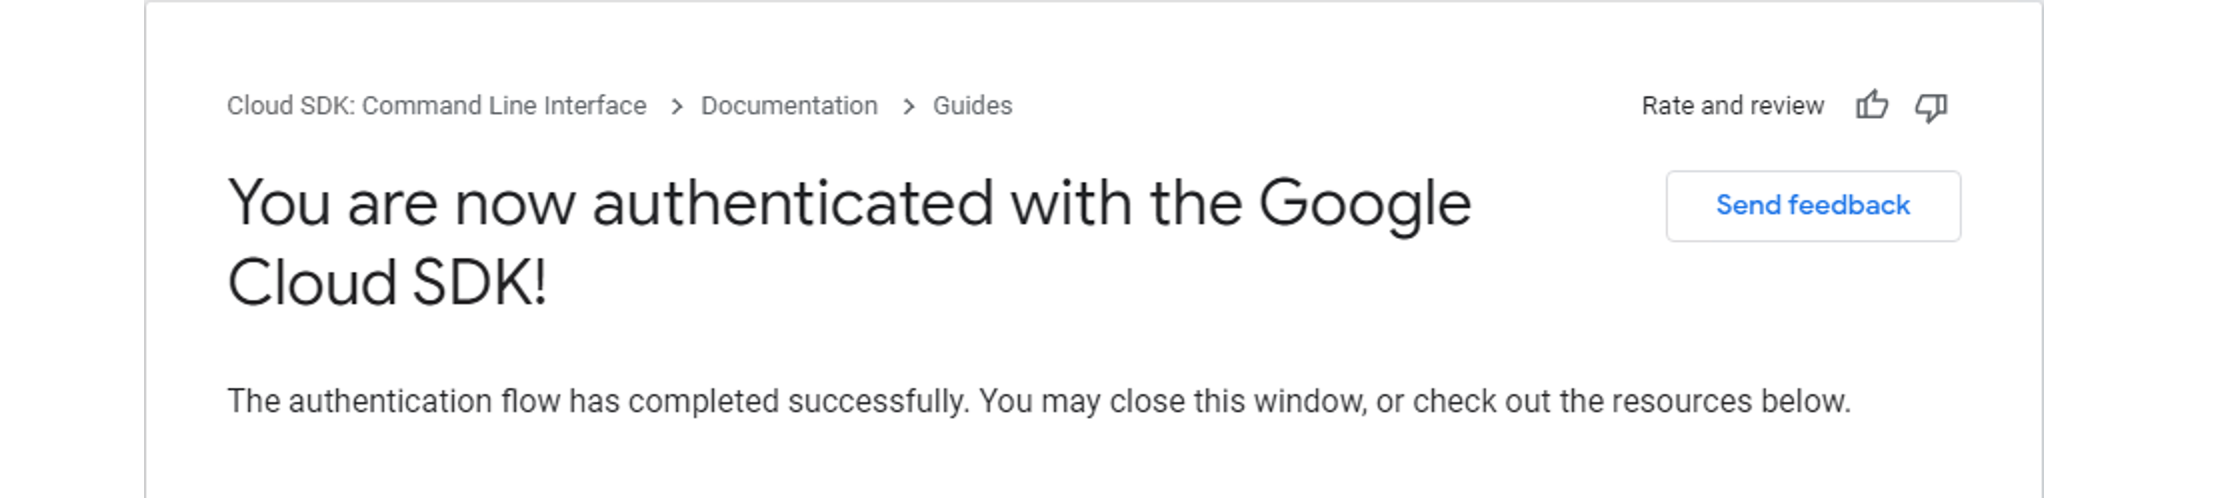 Cloud SDK: Command Line Interface > Documentation > Guides
Rate and review
You are now authenticated with the Google
Cloud SDK!
Send feedback
The authentication flow has completed successfully. You may close this window, or check out the resources below.